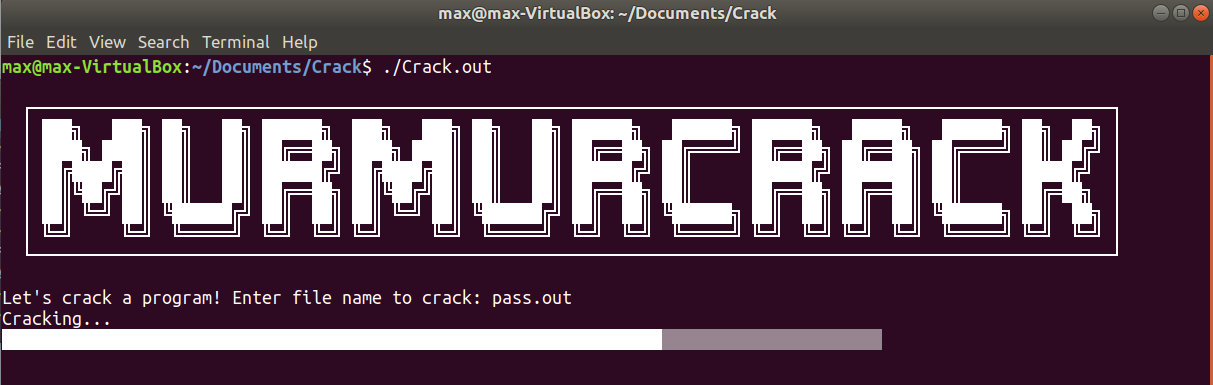 max@max-VirtualBox: ~/Documents/Crack
File Edit View Search Terminal Help
max@max-VirtualBox:~/Documents/Crack$ ./Crack.out
MURMURCRACK
Let's crack a program! Enter file name to crack: pass.out
Cracking...